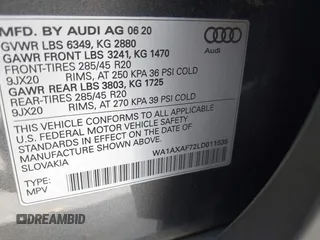 MFD. BY AUDI AG 06 20
GVWR LBS 6349, KG 2880
GAWR FRONT LBS 3241, KG 1470
FRONT-TIRES 285/45 R20
9JX20 RIMS, AT 250 KPA 36 PSI COLD
GAWR REAR LBS 3803, KG 1725
REAR-TIRES 285/45 R20
9JX20 RIMS, AT 270 KPA 39 PSI COLD
THIS VEHICLE CONFORMS TO ALL APPLICABLE
U.S. FEDERAL MOTOR VEHICLE SAFETY
STANDARDS IN EFFECT ON THE DATE OF
MANUFACTURE SHOWN ABOVE.
SLOVAKIA WA1AXAF72LD011535
TYPE:
MPV
Audi
DREAMBID